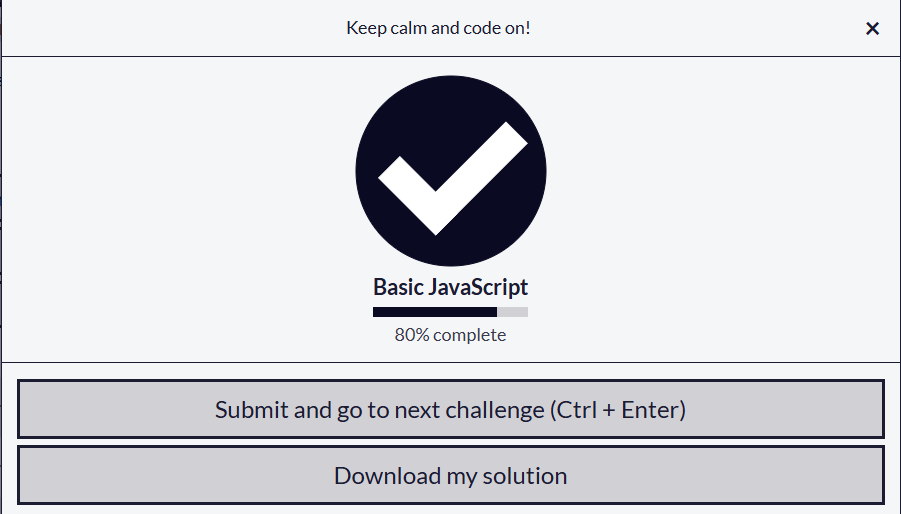 Keep calm and code on!
Basic JavaScript
80% complete
Submit and go to next challenge (Ctrl + Enter)
Download my solution